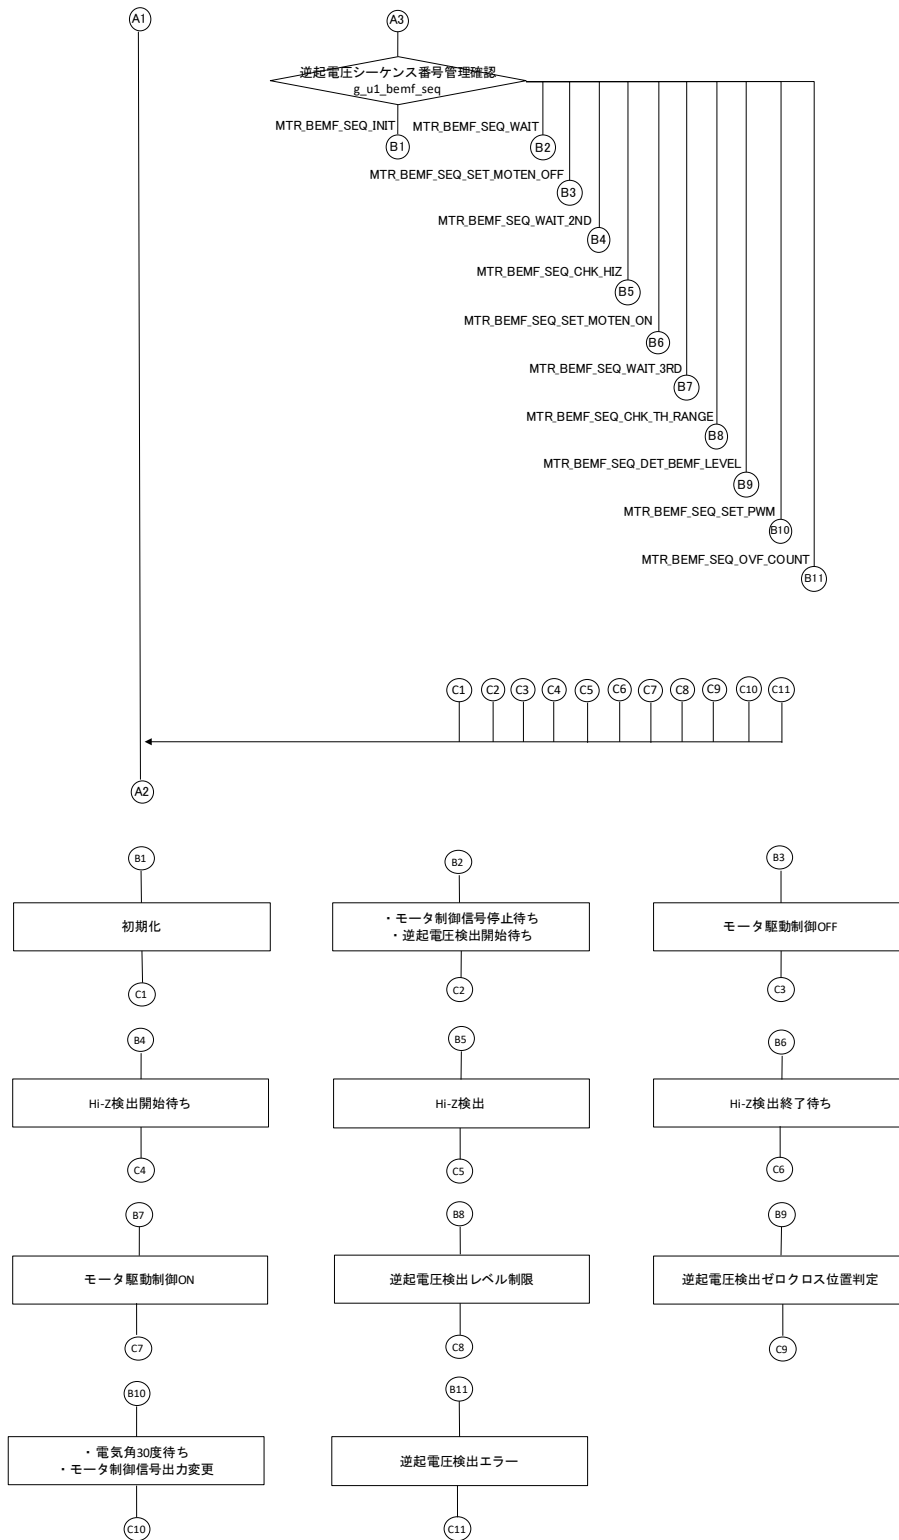 A1
A3
逆起電圧シーケンス番号管理確認
g_u1_bemf_seq
MTR_BEMF_SEQ_INIT
MTR_BEMF_SEQ_WAIT
B1
B2
MTR_BEMF_SEQ_SET_MOTEN_OFF
B3
MTR_BEMF_SEQ_WAIT_2ND
B4
MTR_BEMF_SEQ_CHK_HIZ
B5
MTR_BEMF_SEQ_SET_MOTEN_ON
B6
MTR_BEMF_SEQ_WAIT_3RD
B7
MTR_BEMF_SEQ_CHK_TH_RANGE
B8
MTR_BEMF_SEQ_DET_BEMF_LEVEL
B9
MTR_BEMF_SEQ_SET_PWM
B10
MTR_BEMF_SEQ_OVF_COUNT
B11
C1
C2
C3
C4
C5
C6
C7
C8
C9
C10
C11
A2
B1
初期化
C1
B2
・モータ制御信号停止待ち
・逆起電圧検出開始待ち
C2
B3
モータ駆動制御OFF
C3
B4
Hi-Z検出開始待ち
C4
B5
Hi-Z検出
C5
B6
Hi-Z検出終了待ち
C6
B7
モータ駆動制御ON
C7
B8
逆起電圧検出レベル制限
C8
B9
逆起電圧検出ゼロクロス位置判定
C9
B10
・電気角30度待ち
・モータ制御信号出力変更
C10
B11
逆起電圧検出エラー
C11